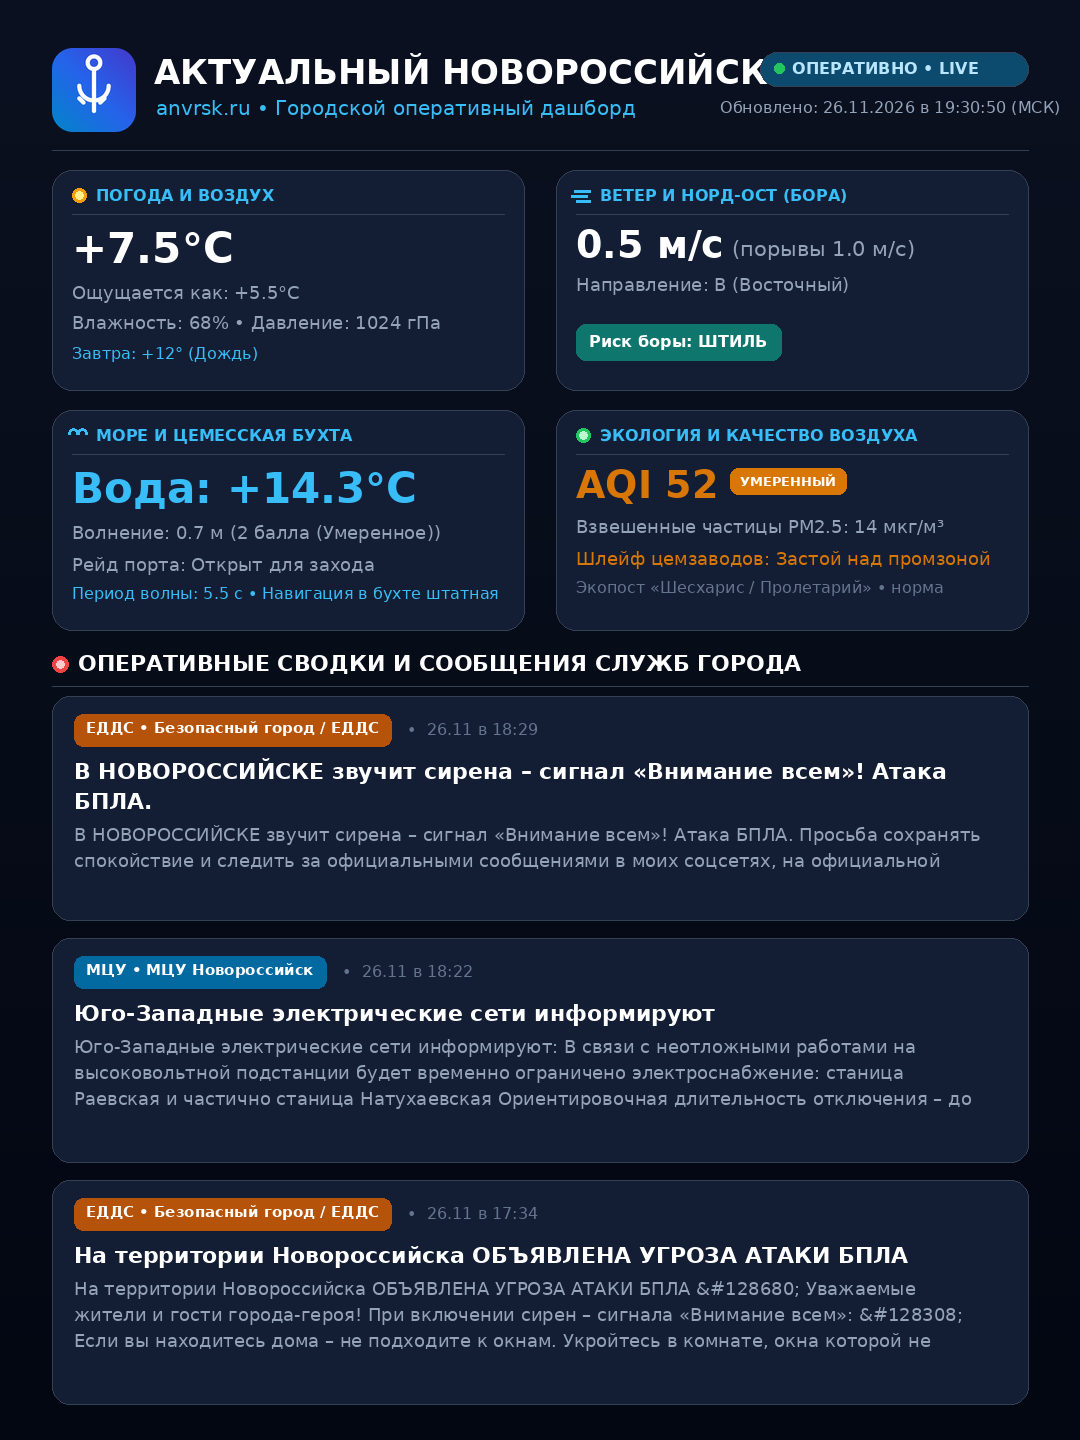 АКТУАЛЬНЫЙ НОВОРОССИЙСК
ОПЕРАТИВНО • LIVE
anvrsk.ru • Городской оперативный дашборд
Обновлено: 26.11.2026 в 19:30:50 (МСК)
ПОГОДА И ВОЗДУХ
+7.5°C
Ощущается как: +5.5°C
Влажность: 68% • Давление: 1024 гПа
Завтра: +12° (Дождь)
ВЕТЕР И НОРД-ОСТ (БОРА)
0.5 м/с (порывы 1.0 м/с)
Направление: В (Восточный)
Риск боры: ШТИЛЬ
МОРЕ И ЦЕМЕССКАЯ БУХТА
Вода: +14.3°C
Волнение: 0.7 м (2 балла (Умеренное))
Рейд порта: Открыт для захода
Период волны: 5.5 с • Навигация в бухте штатная
ЭКОЛОГИЯ И КАЧЕСТВО ВОЗДУХА
AQI 52 УМЕРЕННЫЙ
Взвешенные частицы PM2.5: 14 мкг/м³
Шлейф цемзаводов: Застой над промзоной
Экопост «Шесхарис / Пролетарий» • норма
ОПЕРАТИВНЫЕ СВОДКИ И СООБЩЕНИЯ СЛУЖБ ГОРОДА
ЕДДС • Безопасный город / ЕДДС • 26.11 в 18:29
В НОВОРОССИЙСКЕ звучит сирена – сигнал «Внимание всем»! Атака
БПЛА.
В НОВОРОССИЙСКЕ звучит сирена – сигнал «Внимание всем»! Атака БПЛА. Просьба сохранять
спокойствие и следить за официальными сообщениями в моих соцсетях, на официальной
МЦУ • МЦУ Новороссийск • 26.11 в 18:22
Юго-Западные электрические сети информируют
Юго-Западные электрические сети информируют: В связи с неотложными работами на
высоковольтной подстанции будет временно ограничено электроснабжение: станица
Раевская и частично станица Натухаевская Ориентировочная длительность отключения – до
ЕДДС • Безопасный город / ЕДДС • 26.11 в 17:34
На территории Новороссийска ОБЪЯВЛЕНА УГРОЗА АТАКИ БПЛА
На территории Новороссийска ОБЪЯВЛЕНА УГРОЗА АТАКИ БПЛА &#128680; Уважаемые
жители и гости города-героя! При включении сирен – сигнала «Внимание всем»: &#128308;
Если вы находитесь дома – не подходите к окнам. Укройтесь в комнате, окна которой не